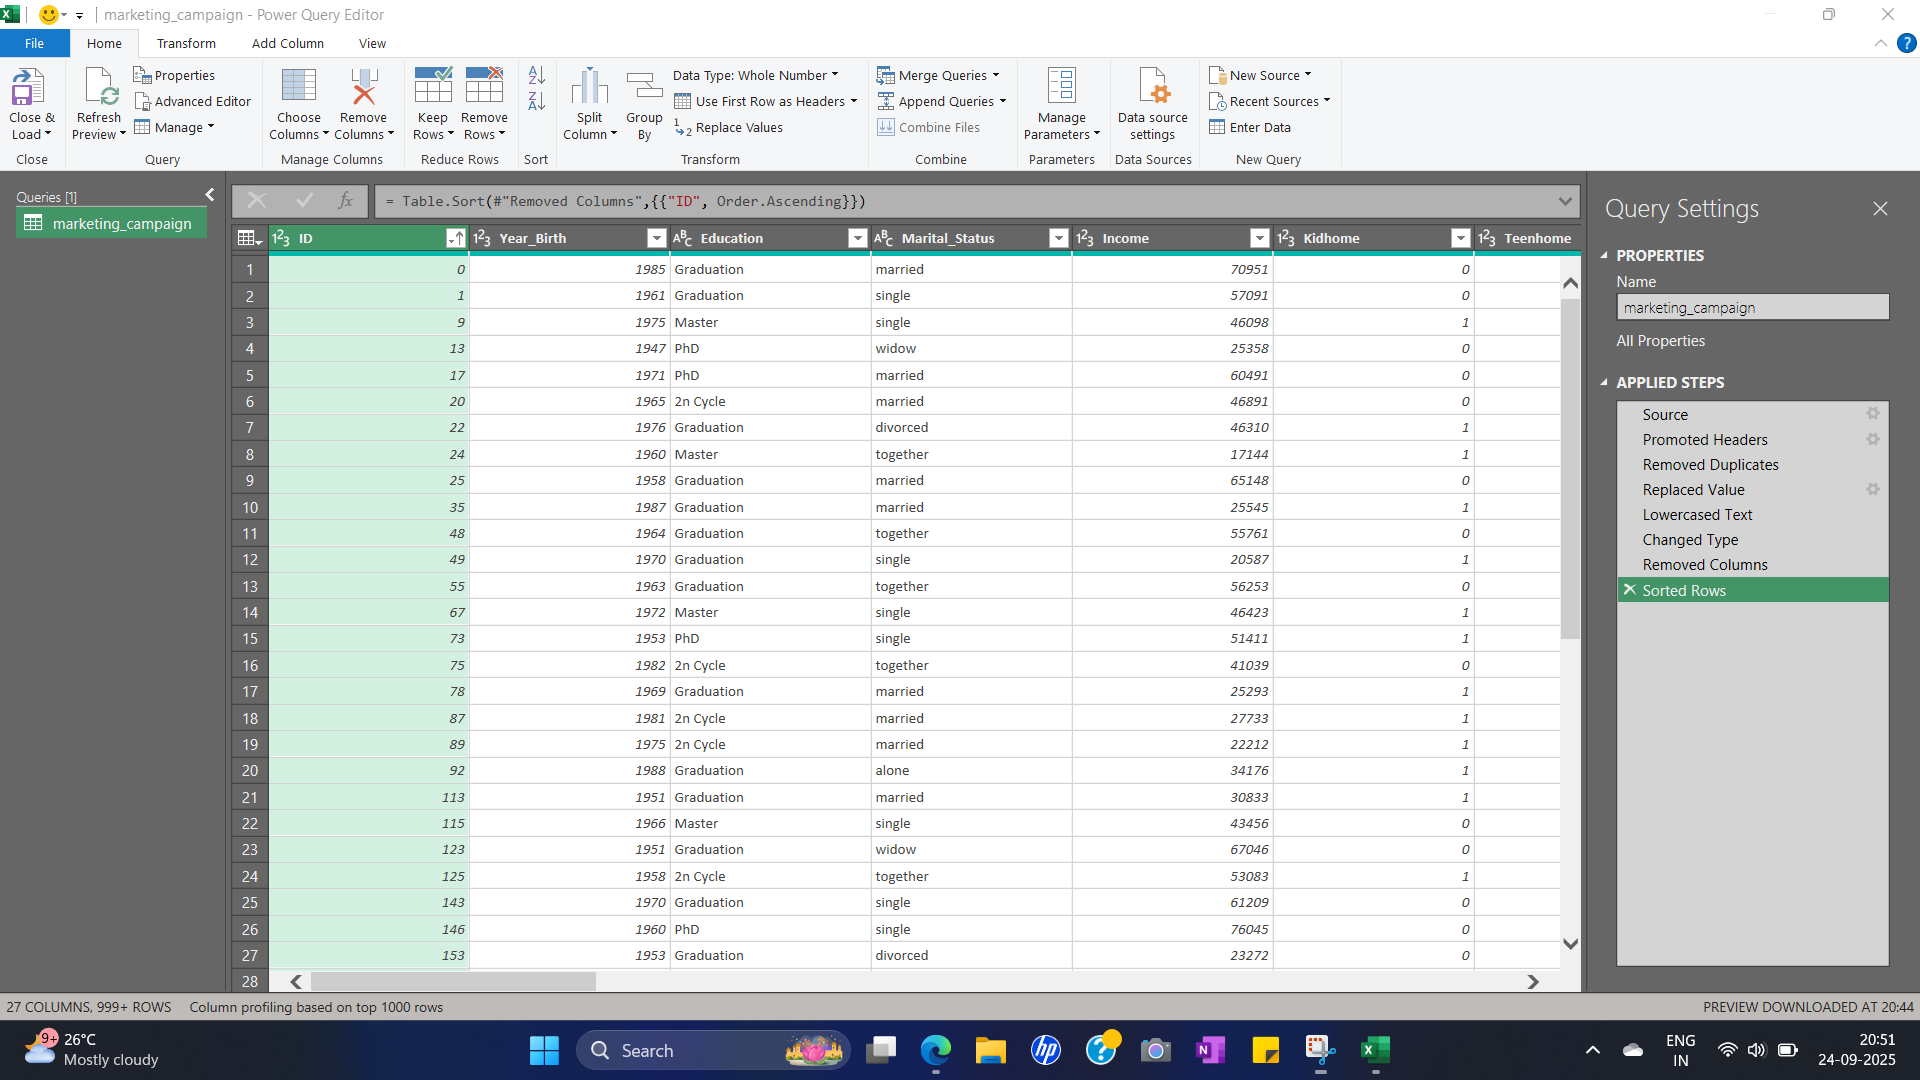 marketing_campaign - Power Query Editor
File Home Transform Add Column View
Close & Load Close
Refresh Preview Properties Advanced Editor Manage Query
Choose Columns Remove Columns Manage Columns
Keep Rows Remove Rows Reduce Rows
Sort
Split Column Group By Data Type: Whole Number Use First Row as Headers Replace Values Transform
Merge Queries Append Queries Combine Files Combine
Manage Parameters Parameters
Data source settings Data Sources
New Source Recent Sources Enter Data New Query
Queries [1]
marketing_campaign
= Table.Sort(#"Removed Columns",{{"ID", Order.Ascending}})
ID Year_Birth Education Marital_Status Income Kidhome Teenhome
1 0 1985 Graduation married 70951 0
2 1 1961 Graduation single 57091 0
3 9 1975 Master single 46098 1
4 13 1947 PhD widow 25358 0
5 17 1971 PhD married 60491 0
6 20 1965 2n Cycle married 46891 0
7 22 1976 Graduation divorced 46310 1
8 24 1960 Master together 17144 1
9 25 1958 Graduation married 65148 0
10 35 1987 Graduation married 25545 1
11 48 1964 Graduation together 55761 0
12 49 1970 Graduation single 20587 1
13 55 1963 Graduation together 56253 0
14 67 1972 Master single 46423 1
15 73 1953 PhD single 51411 1
16 75 1982 2n Cycle together 41039 0
17 78 1969 Graduation married 25293 1
18 87 1981 2n Cycle married 27733 1
19 89 1975 2n Cycle married 22212 1
20 92 1988 Graduation alone 34176 1
21 113 1951 Graduation married 30833 1
22 115 1966 Master single 43456 0
23 123 1951 Graduation widow 67046 0
24 125 1958 2n Cycle together 53083 1
25 143 1970 Graduation single 61209 0
26 146 1960 PhD single 76045 0
27 153 1953 Graduation divorced 23272 0
28
Query Settings
PROPERTIES
Name
marketing_campaign
All Properties
APPLIED STEPS
Source
Promoted Headers
Removed Duplicates
Replaced Value
Lowercased Text
Changed Type
Removed Columns
Sorted Rows
27 COLUMNS, 999+ ROWS Column profiling based on top 1000 rows PREVIEW DOWNLOADED AT 20:44
9+ 26°C
Mostly cloudy
Search
ENG
IN
20:51
24-09-2025